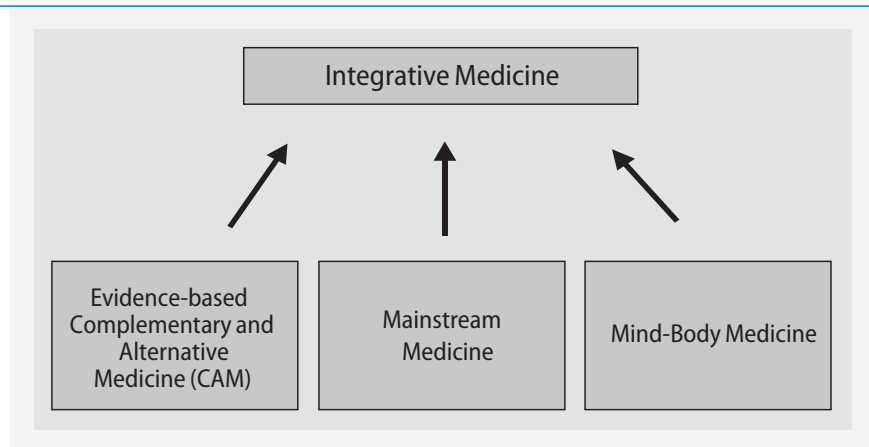 Integrative Medicine
Evidence-based
Complementary and
Alternative
Medicine (CAM)
Mainstream
Medicine
Mind-Body Medicine